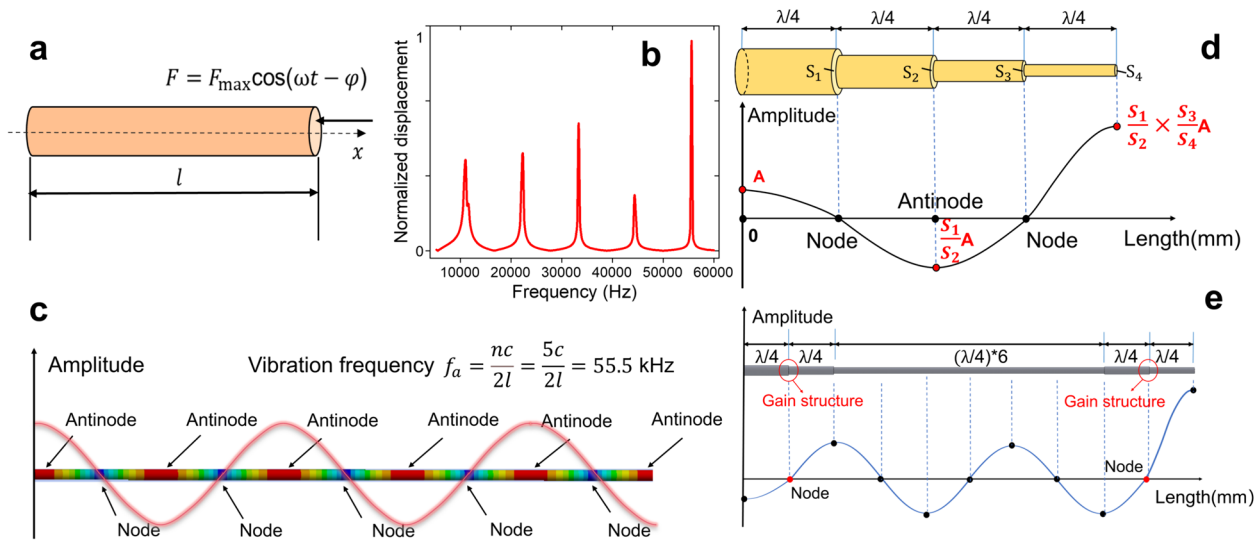 a
F = F_max cos(ωt − φ)
x
l
b
Normalized displacement
1
0
10000 20000 30000 40000 50000 60000
Frequency (Hz)
c
Amplitude
Vibration frequency f_a = nc/2l = 5c/2l = 55.5 kHz
Antinode Antinode Antinode Antinode Antinode Antinode
Node Node Node Node Node
d
λ/4 λ/4 λ/4 λ/4
S₁ S₂ S₃ S₄
Amplitude
S₁/S₂ × S₃/S₄ A
A
Antinode
0
Node
S₁/S₂ A
Node
Length(mm)
e
Amplitude
λ/4 λ/4 (λ/4)*6 λ/4 λ/4
Gain structure Gain structure
Node
Node
Length(mm)